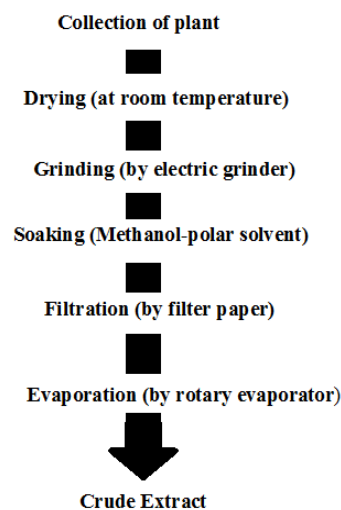 Collection of plant
Drying (at room temperature)
Grinding (by electric grinder)
Soaking (Methanol-polar solvent)
Filtration (by filter paper)
Evaporation (by rotary evaporator)
Crude Extract